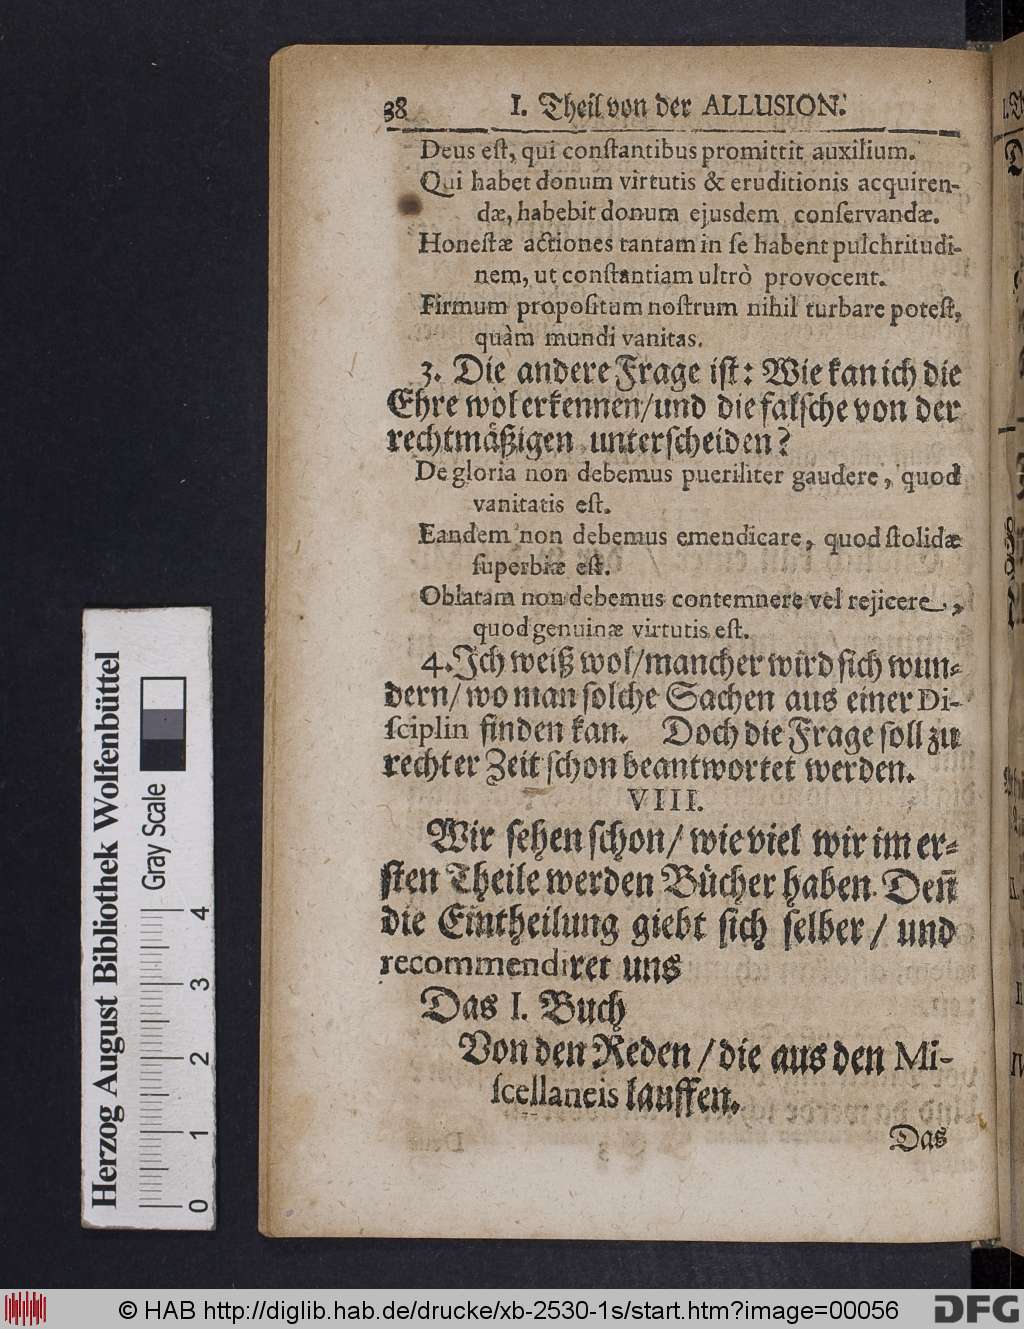 38 I. Theil von der ALLUSION.
Deus eſt, qui conſtantibus promittit auxilium.
Qui habet donum virtutis & eruditionis acquiren-
dæ, habebit donum ejusdem conſervandæ.
Honeſtæ actiones tantam in ſe habent pulchritudi-
nem, ut conſtantiam ultrò provocent.
Firmum propoſitum noſtrum nihil turbare poteſt,
quàm mundi vanitas.
3. Die andere Frage iſt: Wie kan ich die
Ehre wol erkennen/und die falſche von der
rechtmäßigen unterſcheiden?
De gloria non debemus pueriliter gaudere, quod
vanitatis eſt.
Eandem non debemus emendicare, quod ſtolidæ
ſuperbiæ eſt.
Oblatam non debemus contemnere vel rejicere,
quod genuinæ virtutis eſt.
4. Ich weiß wol/mancher wird ſich wun-
dern/ wo man ſolche Sachen aus einer Di-
ſciplin finden kan. Doch die Frage ſoll zu
rechter Zeit ſchon beantwortet werden.
VIII.
Wir ſehen ſchon/ wie viel wir im er-
ſten Theile werden Bücher haben. Deñ
die Eintheilung giebt ſich ſelber/ und
recommendiret uns
Das I. Buch
Von den Reden/die aus den Mi-
ſcellaneis lauffen.
Das
Herzog August Bibliothek Wolfenbüttel
Gray Scale
0 1 2 3 4
© HAB http://diglib.hab.de/drucke/xb-2530-1s/start.htm?image=00056
DFG